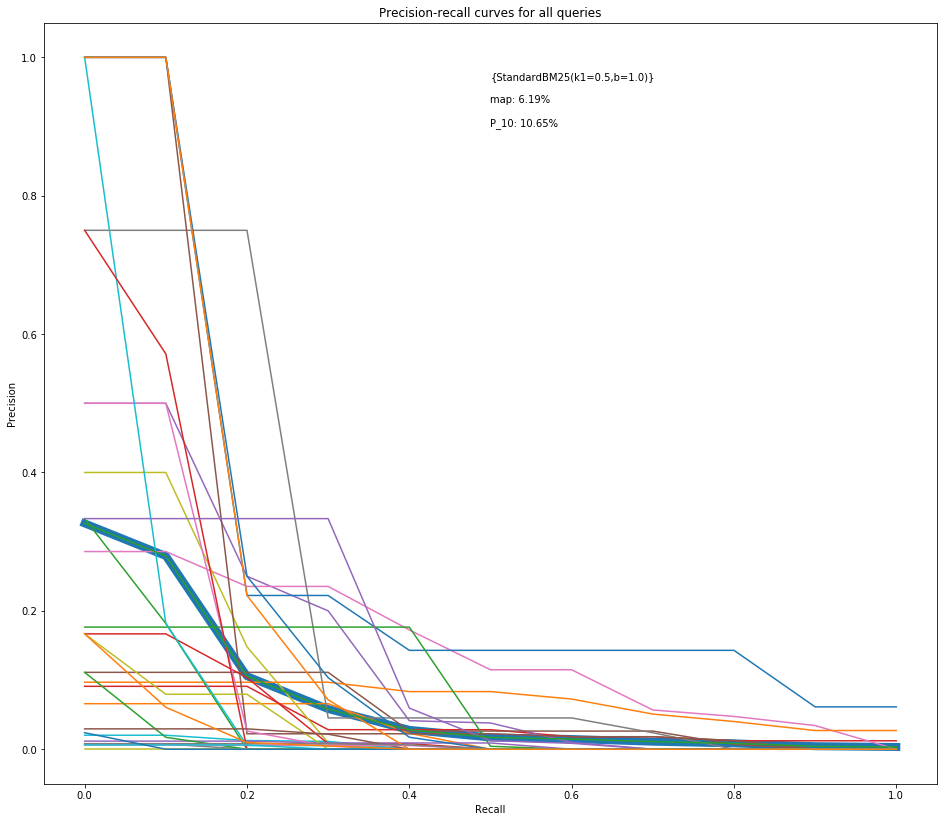 Precision-recall curves for all queries
{StandardBM25(k1=0.5,b=1.0)}
map: 6.19%
P_10: 10.65%
1.0
0.8
0.6
0.4
0.2
0.0
Precision
0.0 0.2 0.4 0.6 0.8 1.0
Recall